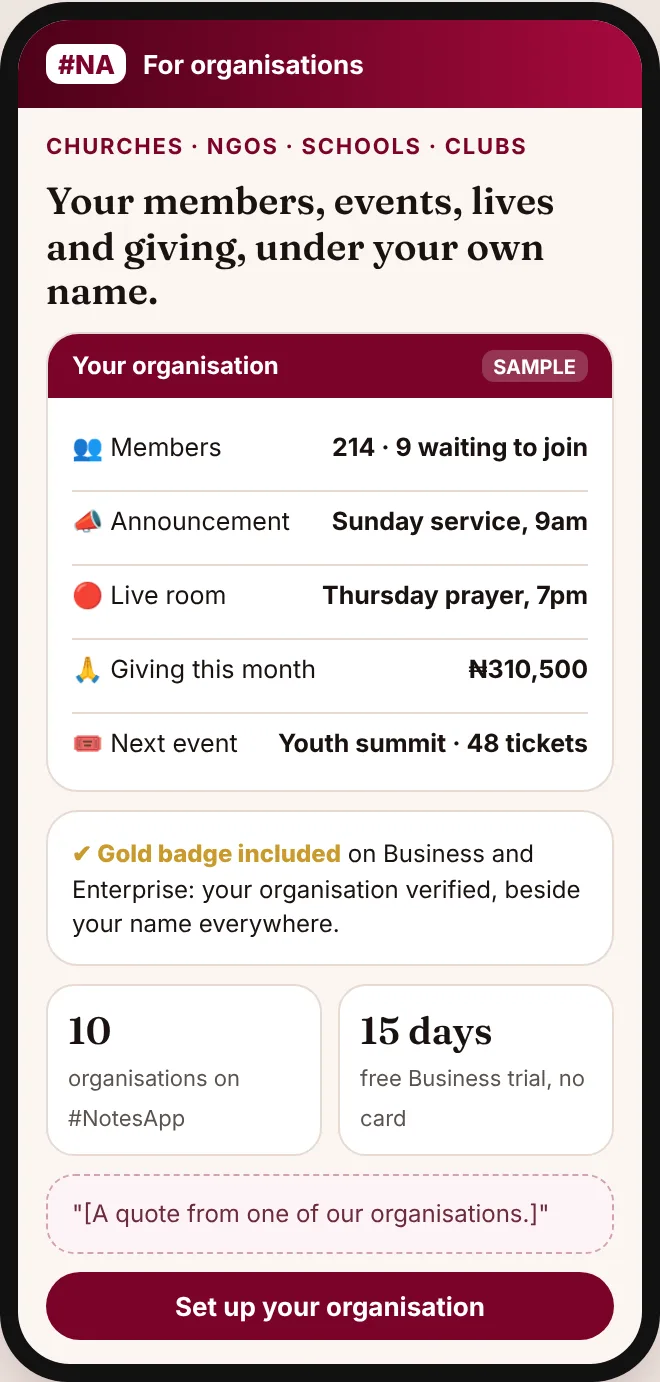 #NA For organisations
CHURCHES · NGOS · SCHOOLS · CLUBS
Your members, events, lives
and giving, under your own
name.
Your organisation SAMPLE
👥 Members 214 · 9 waiting to join
📣 Announcement Sunday service, 9am
🔴 Live room Thursday prayer, 7pm
🙏 Giving this month ₦310,500
🎟️ Next event Youth summit · 48 tickets
✔ Gold badge included on Business and
Enterprise: your organisation verified, beside
your name everywhere.
10
organisations on
#NotesApp
15 days
free Business trial, no
card
"[A quote from one of our organisations.]"
Set up your organisation